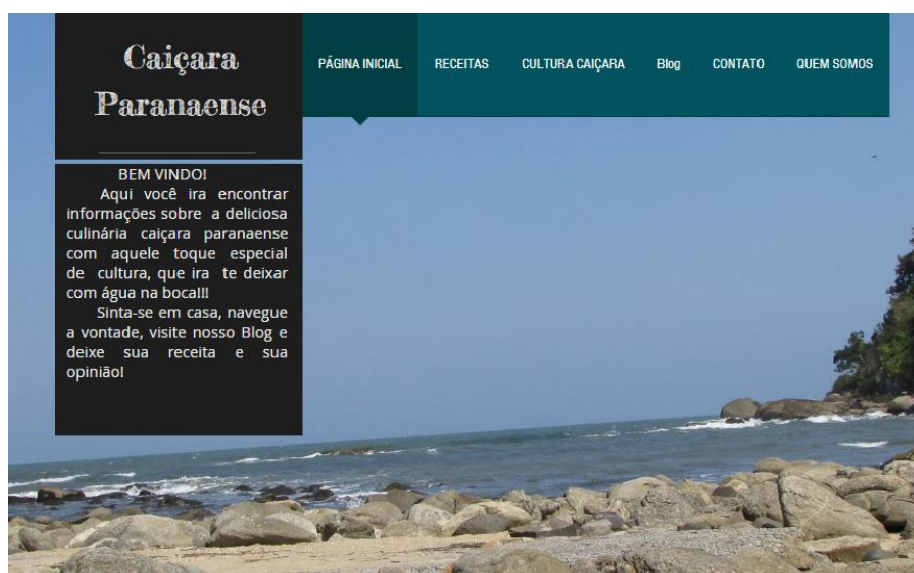 Caiçara
Paranaense
PÁGINA INICIAL RECEITAS CULTURA CAIÇARA Blog CONTATO QUEM SOMOS
BEM VINDO!
Aqui você ira encontrar
informações sobre a deliciosa
culinária caiçara paranaense
com aquele toque especial
de cultura, que ira te deixar
com água na boca!!!
Sinta-se em casa, navegue
a vontade, visite nosso Blog e
deixe sua receita e sua
opinião!